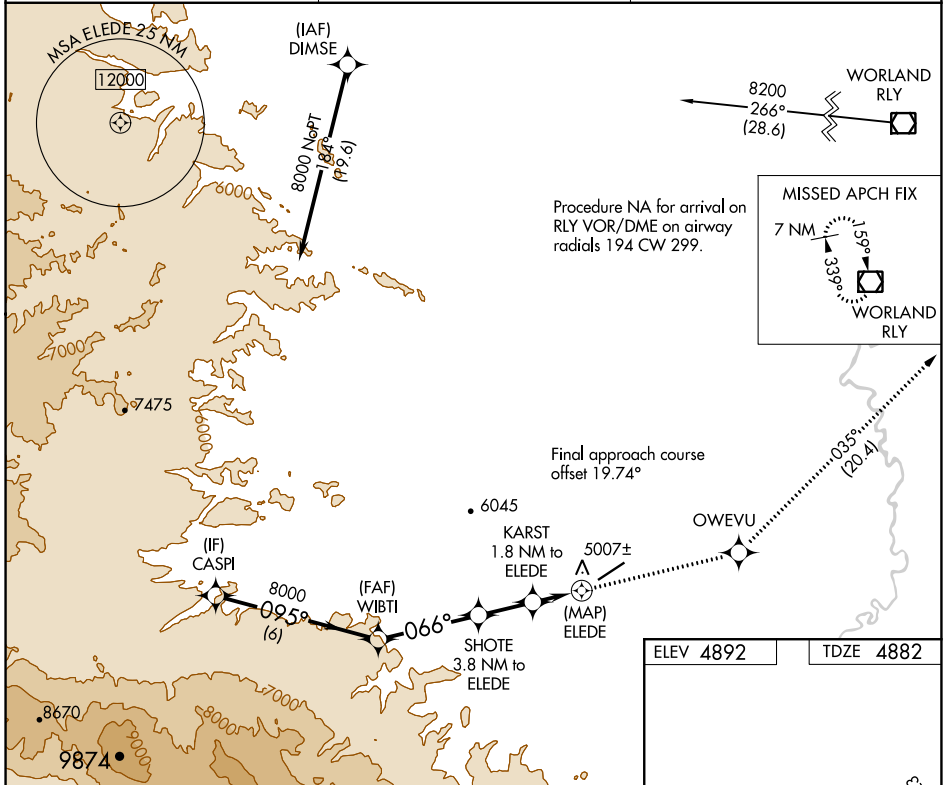 MSA ELEDE 25 NM
12000
(IAF)
DIMSE
8000 NoPT
184°
(19.6)
8200
266°
(28.6)
WORLAND
RLY
Procedure NA for arrival on
RLY VOR/DME on airway
radials 194 CW 299.
MISSED APCH FIX
7 NM
159°
339°
WORLAND
RLY
6000
7000
7475
7000
035°
(20.4)
Final approach course
offset 19.74°
6045
OWEVU
KARST
1.8 NM to
ELEDE
5007±
(IF)
CASPI
8000
095°
(6)
(FAF)
WIBTI
066°
(MAP)
ELEDE
SHOTE
3.8 NM to
ELEDE
ELEV 4892
TDZE 4882
7000
8670
8000
9000
9874